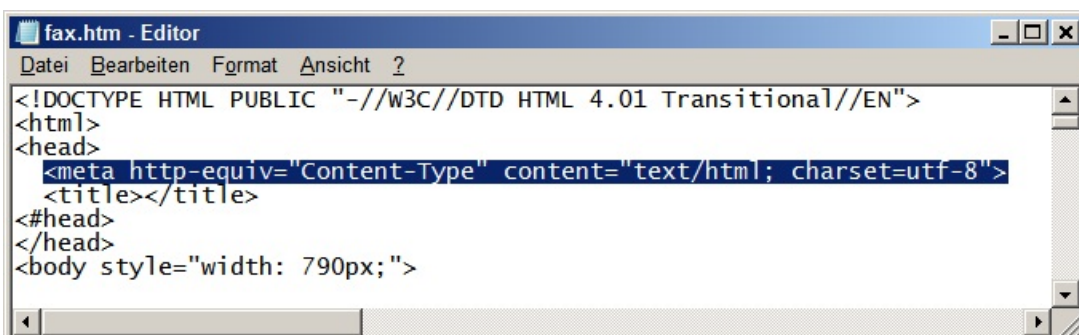 fax.htm - Editor
Datei Bearbeiten Format Ansicht ?
<!DOCTYPE HTML PUBLIC "-//W3C//DTD HTML 4.01 Transitional//EN">
<html>
<head>
<meta http-equiv="Content-Type" content="text/html; charset=utf-8">
<title></title>
<#head>
</head>
<body style="width: 790px;">